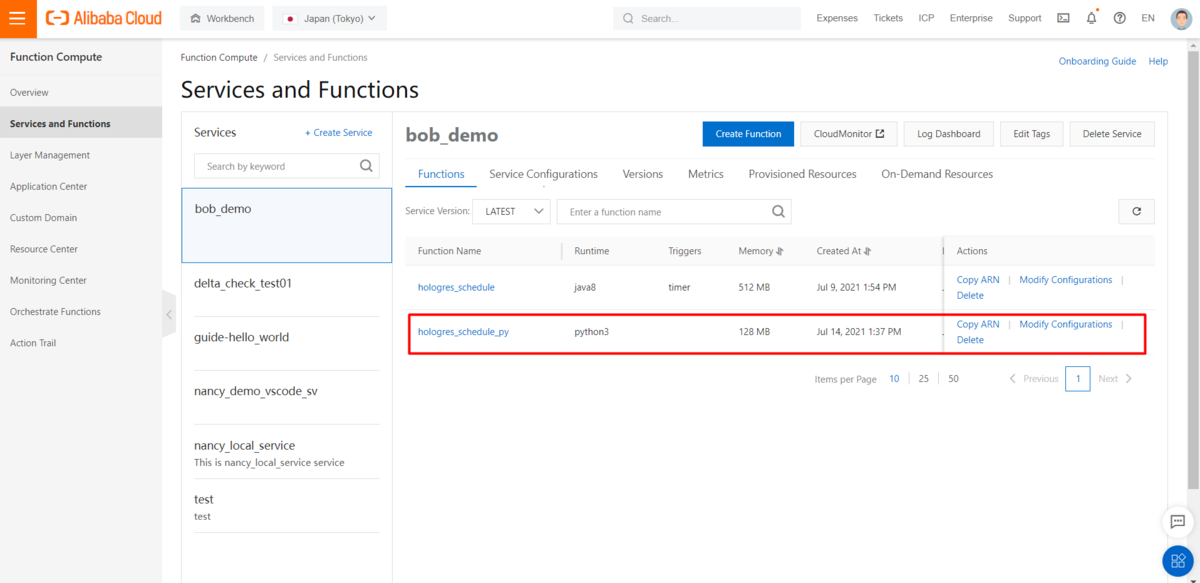 Alibaba Cloud
Workbench
Japan (Tokyo)
Search...
Expenses
Tickets
ICP
Enterprise
Support
EN
Function Compute
Overview
Services and Functions
Layer Management
Application Center
Custom Domain
Resource Center
Monitoring Center
Orchestrate Functions
Action Trail
Function Compute / Services and Functions
Onboarding Guide
Help
Services and Functions
Services
+ Create Service
Search by keyword
bob_demo
delta_check_test01
guide-hello_world
nancy_demo_vscode_sv
nancy_local_service
This is nancy_local_service service
test
test
bob_demo
Create Function
CloudMonitor
Log Dashboard
Edit Tags
Delete Service
Functions
Service Configurations
Versions
Metrics
Provisioned Resources
On-Demand Resources
Service Version:
LATEST
Enter a function name
Function Name
Runtime
Triggers
Memory
Created At
Actions
hologres_schedule
java8
timer
512 MB
Jul 9, 2021 1:54 PM
Copy ARN | Modify Configurations |
Delete
hologres_schedule_py
python3
128 MB
Jul 14, 2021 1:37 PM
Copy ARN | Modify Configurations |
Delete
Items per Page 10 | 25 | 50
Previous 1 Next